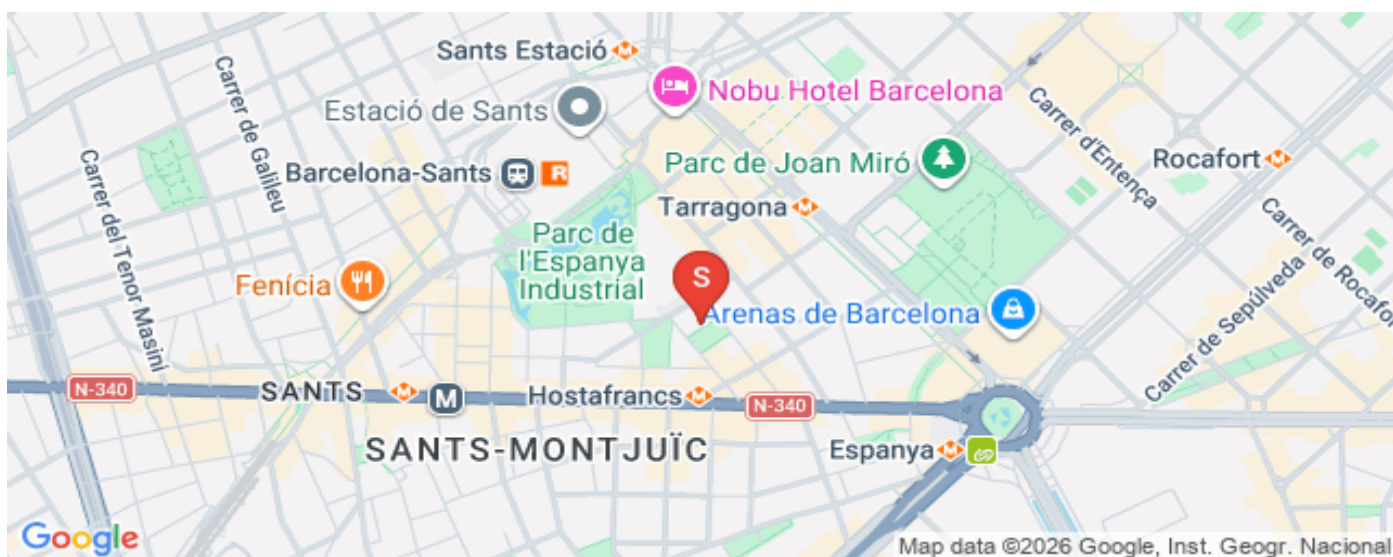 Sants Estació
Nobu Hotel Barcelona
Estació de Sants
Carrer de Galileu
Carrer d'Entença
Rocafort
Parc de Joan Miró
Barcelona-Sants
R
Carrer del Tenor Masini
Tarragona
Carrer de Rocafor
Parc de
l'Espanya
Industrial
Fenícia
S
Arenas de Barcelona
Carrer de Sepúlveda
N-340
SANTS
M
Hostafrancs
N-340
SANTS-MONTJUÏC
Espanya
Google
Map data ©2026 Google, Inst. Geogr. Nacional